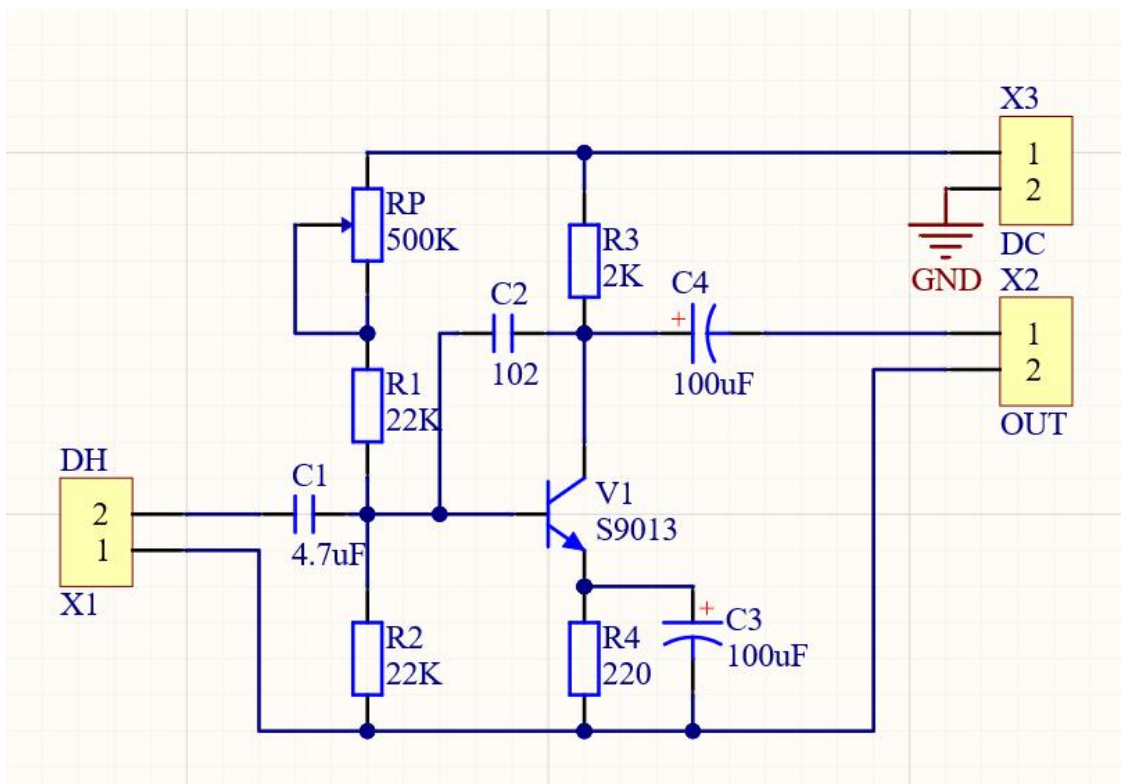 X3
1
2
DC
GND
X2
1
2
OUT
RP
500K
R3
2K
C2
102
C4
+
100uF
R1
22K
DH
2
1
X1
C1
4.7uF
V1
S9013
R2
22K
R4
220
+
C3
100uF